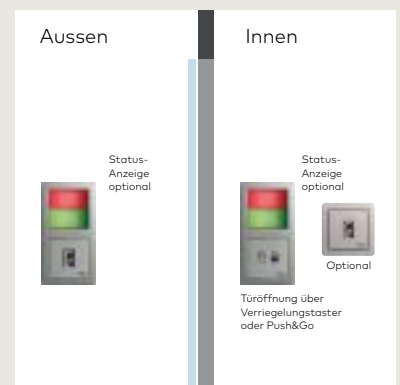 Aussen
Status-
Anzeige
optional
Innen
Status-
Anzeige
optional
Optional
Türöffnung über
Verriegelungstaster
oder Push&Go